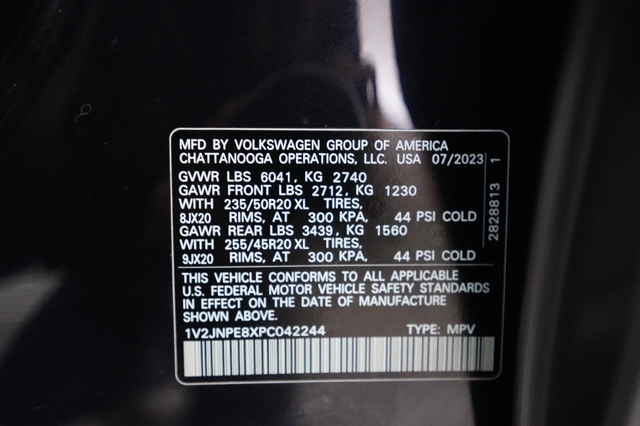 MFD BY VOLKSWAGEN GROUP OF AMERICA
CHATTANOOGA OPERATIONS, LLC. USA 07/2023
GVWR LBS 6041, KG 2740
GAWR FRONT LBS 2712, KG 1230
WITH 235/50R20 XL TIRES,
8JX20 RIMS, AT 300 KPA, 44 PSI COLD
GAWR REAR LBS 3439, KG 1560
WITH 255/45R20 XL TIRES,
9JX20 RIMS, AT 300 KPA, 44 PSI COLD
2828813 1
THIS VEHICLE CONFORMS TO ALL APPLICABLE
U.S. FEDERAL MOTOR VEHICLE SAFETY STANDARDS
IN EFFECT ON THE DATE OF MANUFACTURE
SHOWN ABOVE.
1V2JNPE8XPC042244 TYPE: MPV